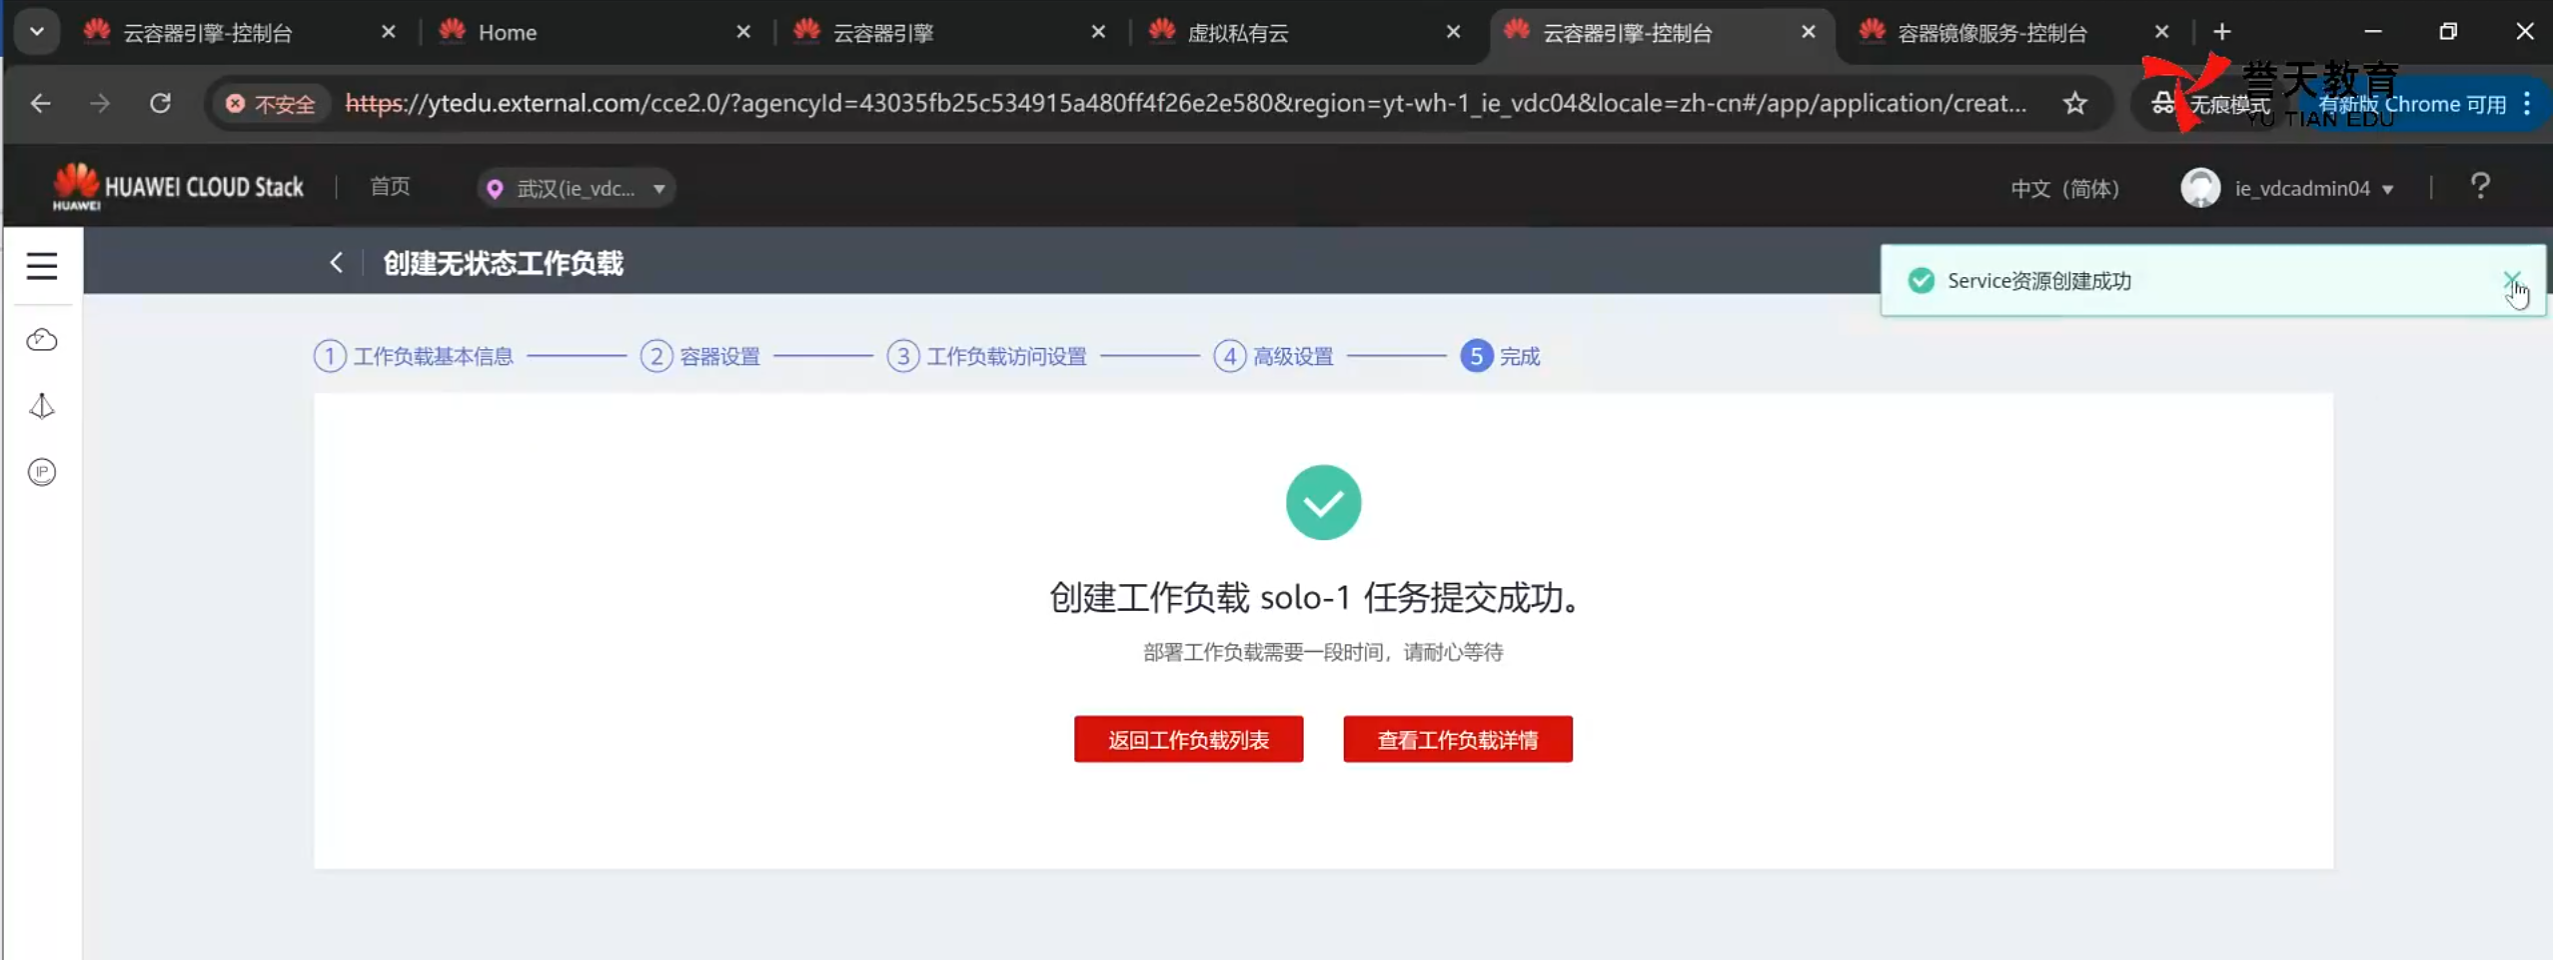 云容器引擎-控制台
Home
云容器引擎
虚拟私有云
云容器引擎-控制台
容器镜像服务-控制台
誉天教育
YU TIAN EDU
不安全
https://ytedu.external.com/cce2.0/?agencyId=43035fb25c534915a480ff4f26e2e580&region=yt-wh-1_ie_vdc04&locale=zh-cn#/app/application/creat...
无痕模式
有新版 Chrome 可用
HUAWEI
HUAWEI CLOUD Stack
首页
武汉(ie_vdc...
中文（简体）
ie_vdcadmin04
?
创建无状态工作负载
Service资源创建成功
1 工作负载基本信息
2 容器设置
3 工作负载访问设置
4 高级设置
5 完成
IP
创建工作负载 solo-1 任务提交成功。
部署工作负载需要一段时间，请耐心等待
返回工作负载列表
查看工作负载详情